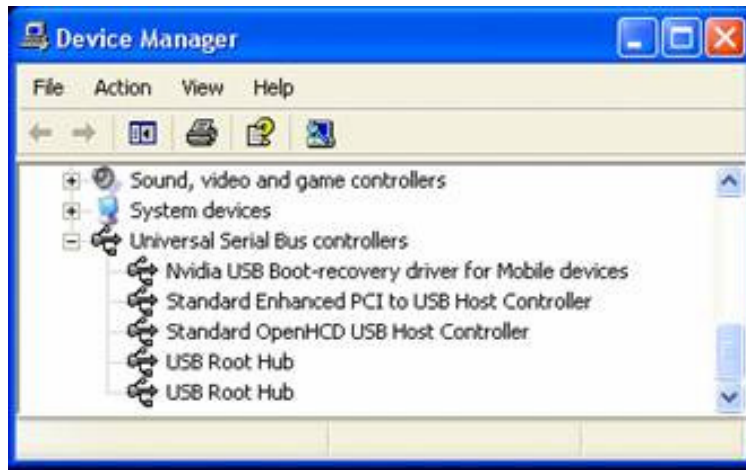 Device Manager
File Action View Help
Sound, video and game controllers
System devices
Universal Serial Bus controllers
Nvidia USB Boot-recovery driver for Mobile devices
Standard Enhanced PCI to USB Host Controller
Standard OpenHCD USB Host Controller
USB Root Hub
USB Root Hub